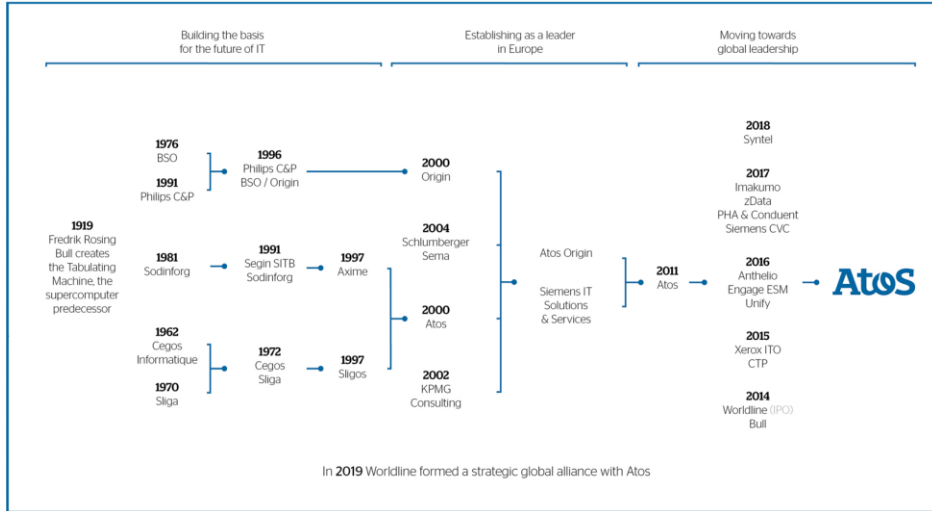 Building the basis
for the future of IT
Establishing as a leader
in Europe
Moving towards
global leadership
1919
Fredrik Rosing
Bull creates
the Tabulating
Machine, the
supercomputer
predecessor
1976
BSO
1991
Philips C&P
1996
Philips C&P
BSO / Origin
1981
Sodinforg
1991
Segin SITB
Sodinforg
1997
Axime
1962
Cegos
Informatique
1970
Sliga
1972
Cegos
Sliga
1997
Sligos
2000
Origin
2004
Schlumberger
Sema
2000
Atos
2002
KPMG
Consulting
Atos Origin
Siemens IT
Solutions
& Services
2011
Atos
2018
Syntel
2017
Imakumo
zData
PHA & Conduent
Siemens CVC
2016
Anthelio
Engage ESM
Unify
2015
Xerox ITO
CTP
2014
Worldline (IPO)
Bull
Atos
In 2019 Worldline formed a strategic global alliance with Atos